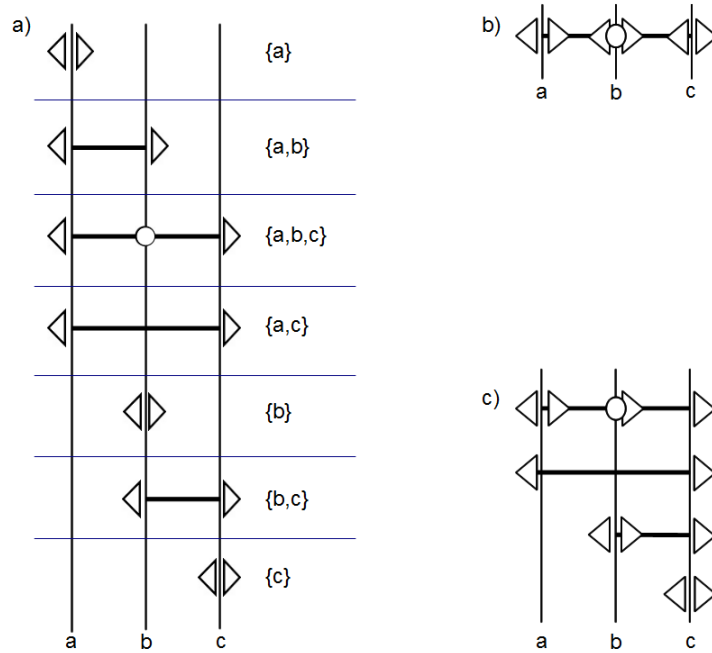 a)
{a}
{a,b}
{a,b,c}
{a,c}
{b}
{b,c}
{c}
a b c
b)
a b c
c)
a b c